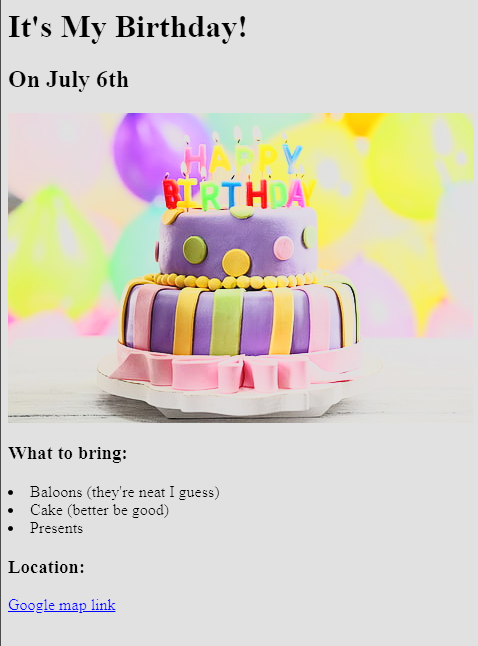 It's My Birthday!
On July 6th
HAPPY
BIRTHDAY
What to bring:
Baloons (they're neat I guess)
Cake (better be good)
Presents
Location:
Google map link